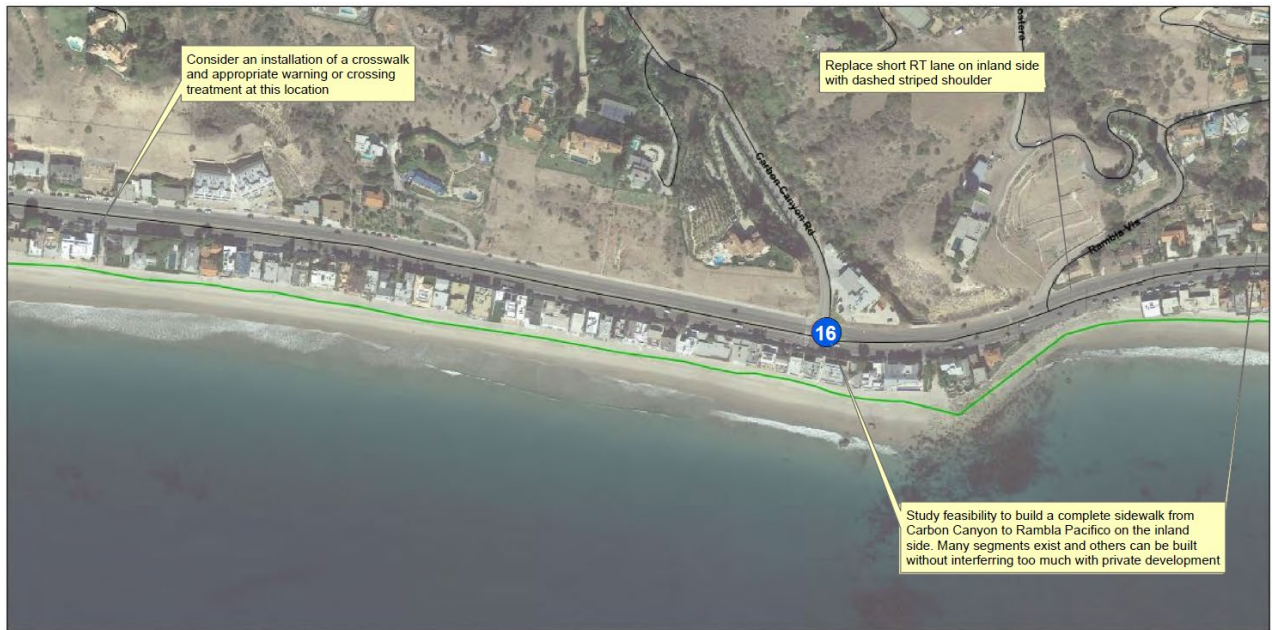 Consider an installation of a crosswalk
and appropriate warning or crossing
treatment at this location
Replace short RT lane on inland side
with dashed striped shoulder
Carbon Canyon Rd
Rambla Vis
16
Study feasibility to build a complete sidewalk from
Carbon Canyon to Rambla Pacifico on the inland
side. Many segments exist and others can be built
without interferring too much with private development